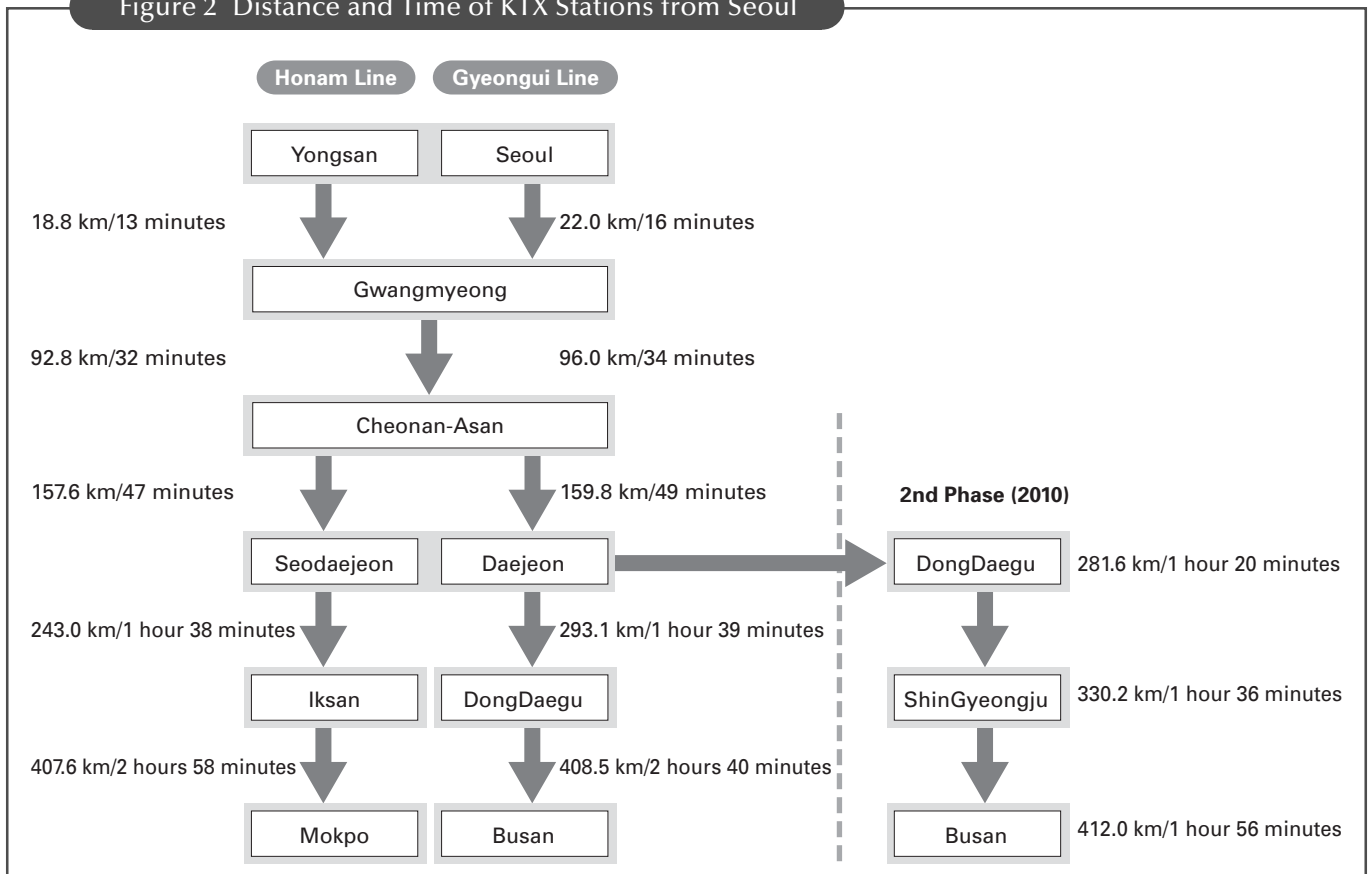 Figure 2 Distance and Time of KTX Stations from Seoul
Honam Line
Gyeongui Line
Yongsan
Seoul
18.8 km/13 minutes
22.0 km/16 minutes
Gwangmyeong
92.8 km/32 minutes
96.0 km/34 minutes
Cheonan-Asan
157.6 km/47 minutes
159.8 km/49 minutes
2nd Phase (2010)
Seodaejeon
Daejeon
DongDaegu
281.6 km/1 hour 20 minutes
243.0 km/1 hour 38 minutes
293.1 km/1 hour 39 minutes
Iksan
DongDaegu
ShinGyeongju
330.2 km/1 hour 36 minutes
407.6 km/2 hours 58 minutes
408.5 km/2 hours 40 minutes
Mokpo
Busan
Busan
412.0 km/1 hour 56 minutes